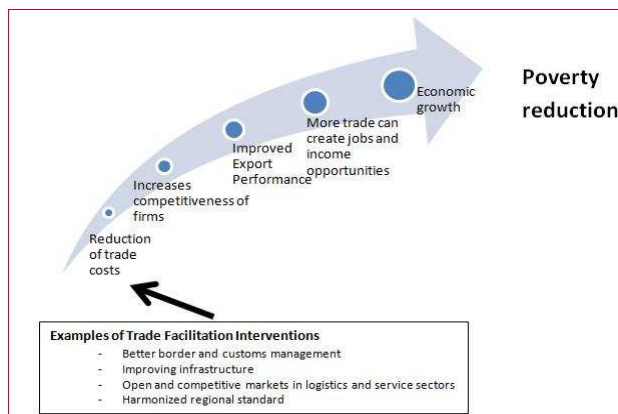 Poverty
reduction
Economic
growth
More trade can
create jobs and
income
opportunities
Improved
Export
Performance
Increases
competitiveness of
firms
Reduction
of trade
costs
Examples of Trade Facilitation Interventions
- Better border and customs management
- Improving infrastructure
- Open and competitive markets in logistics and service sectors
- Harmonized regional standard